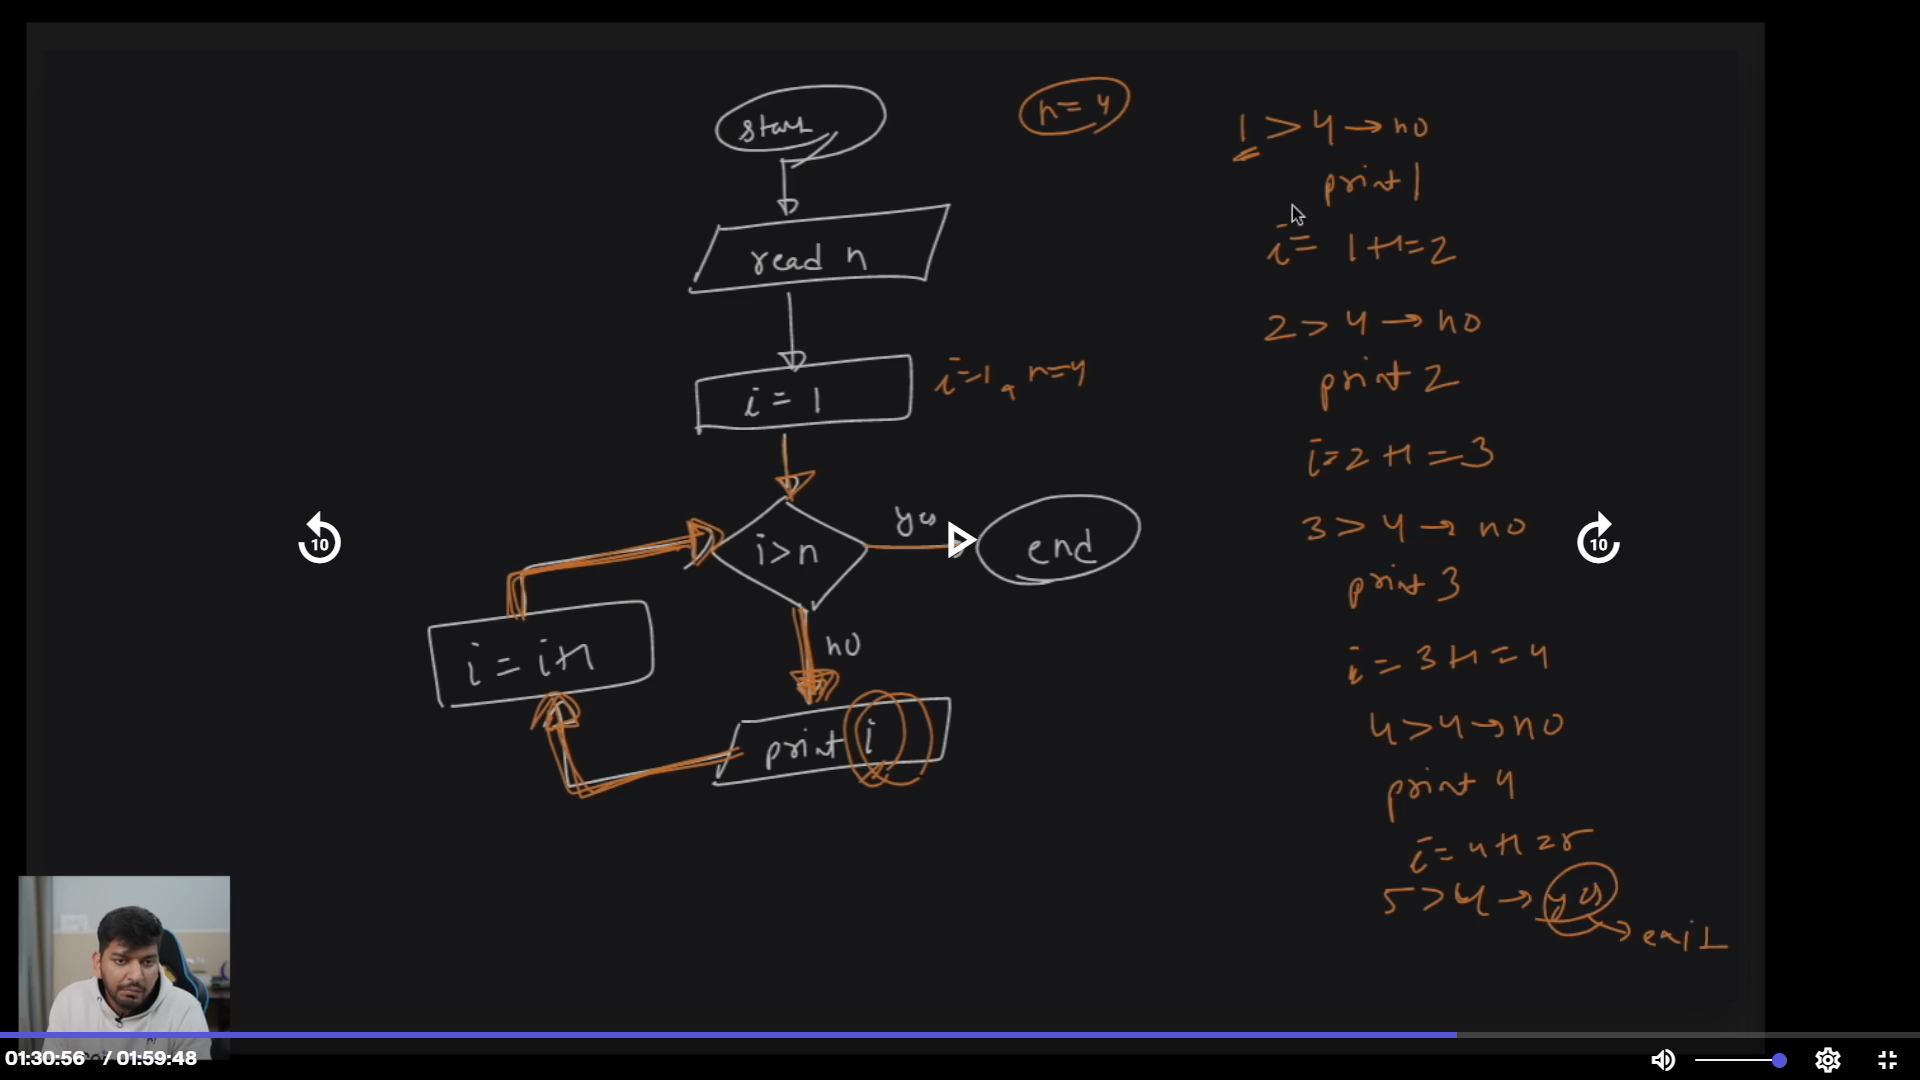 start
n=4
read n
i = 1
i=1, n=4
i>n
yes
end
no
print i
i = i+1
1 > 4 → no
print 1
i = 1+1=2
2 > 4 → no
print 2
i=2+1=3
3 > 4 → no
print 3
i = 3+1=4
4>4→no
print 4
i=4+1=5
5>4→yes
→ exit
10
10
01:30:56 / 01:59:48